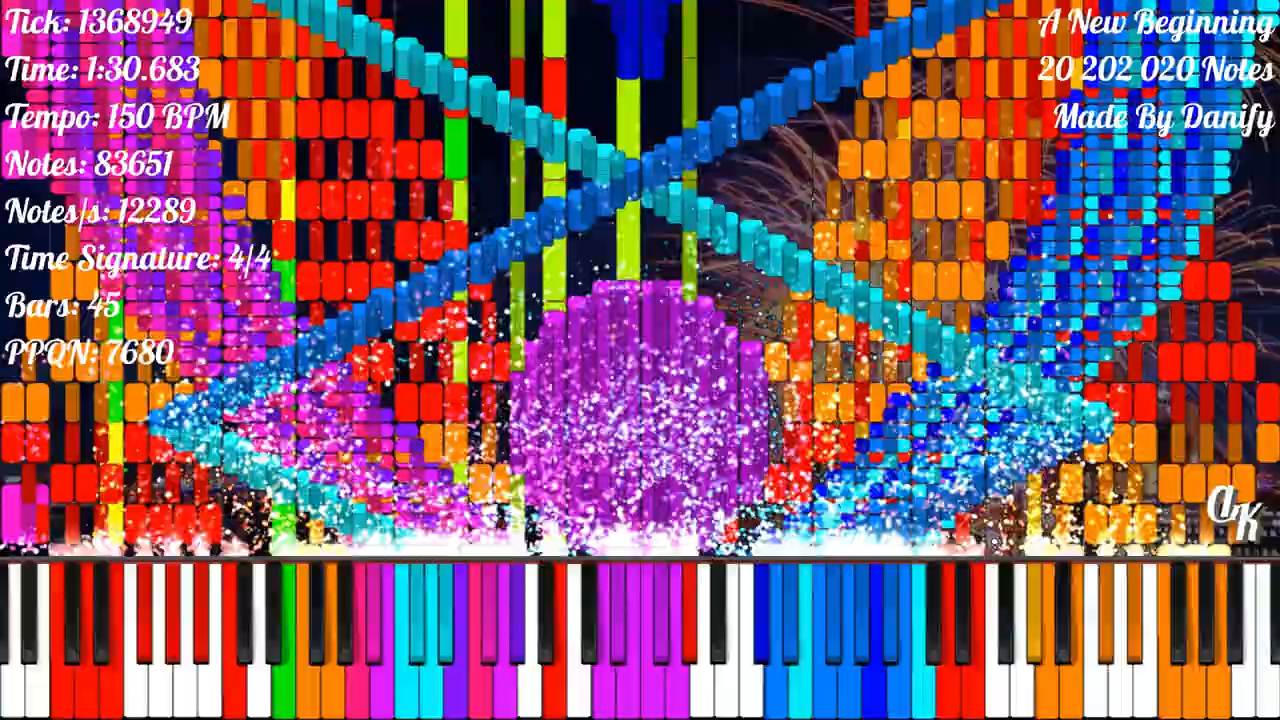 Tick: 1368949
Time: 1:30.683
Tempo: 150 BPM
Notes: 83651
Notes/s: 12289
Time Signature: 4/4
Bars: 45
PPQN: 7680
A New Beginning
20 202 020 Notes
Made By Danify
aK